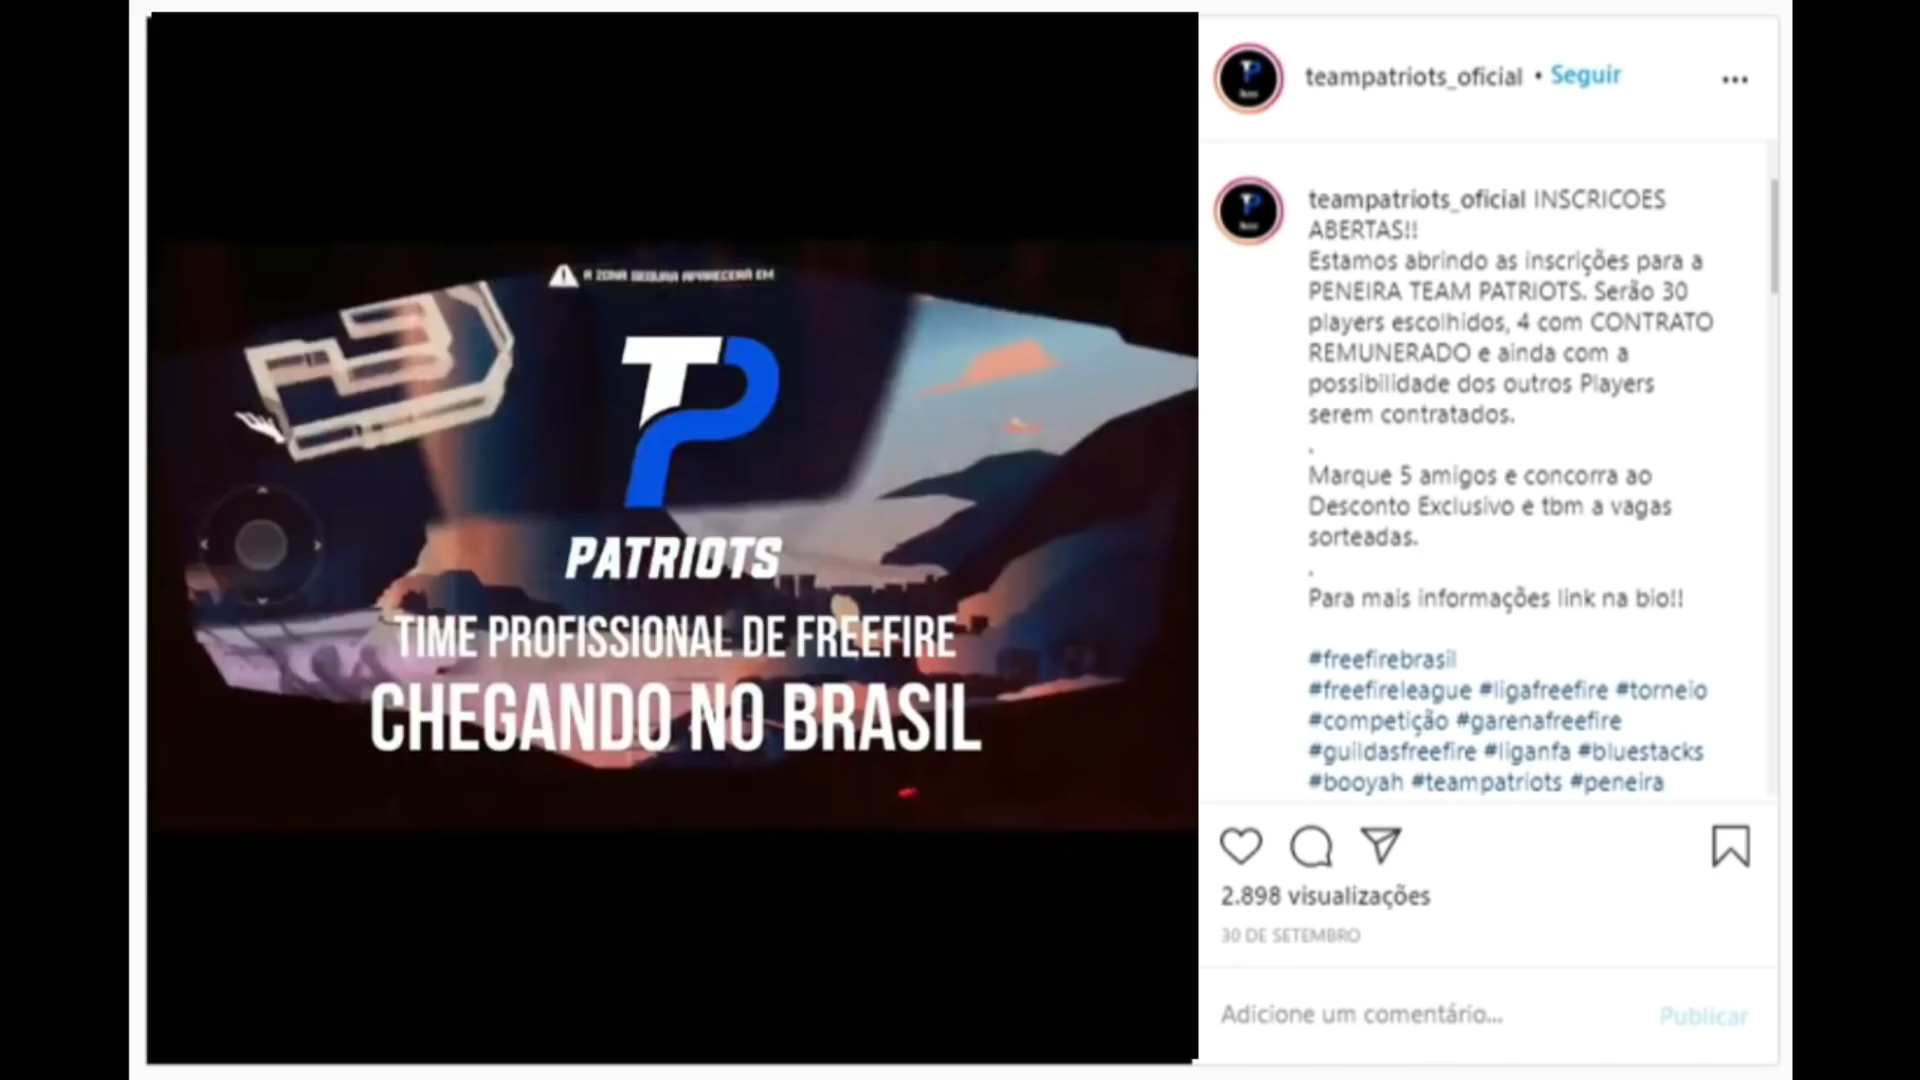 A ZONA SEGURA APARECERÁ EM
TP
PATRIOTS
TIME PROFISSIONAL DE FREEFIRE
CHEGANDO NO BRASIL
teampatriots_oficial • Seguir
teampatriots_oficial INSCRICOES
ABERTAS!!
Estamos abrindo as inscrições para a
PENEIRA TEAM PATRIOTS. Serão 30
players escolhidos, 4 com CONTRATO
REMUNERADO e ainda com a
possibilidade dos outros Players
serem contratados.
.
Marque 5 amigos e concorra ao
Desconto Exclusivo e tbm a vagas
sorteadas.
.
Para mais informações link na bio!!
#freefirebrasil
#freefireleague #ligafreefire #torneio
#competição #garenafreefire
#guildasfreefire #liganfa #bluestacks
#booyah #teampatriots #peneira
2.898 visualizações
30 DE SETEMBRO
Adicione um comentário...
Publicar